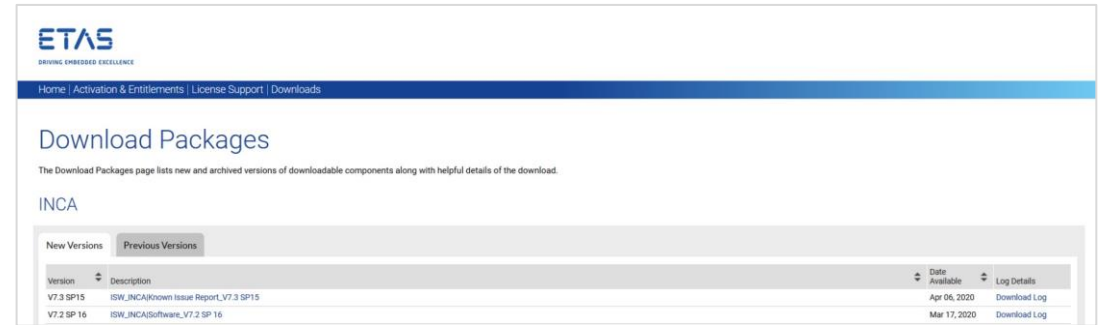 ETAS
DRIVING EMBEDDED EXCELLENCE
Home | Activation & Entitlements | License Support | Downloads
Download Packages
The Download Packages page lists new and archived versions of downloadable components along with helpful details of the download.
INCA
New Versions Previous Versions
Version Description Date Available Log Details
V7.3 SP15 ISW_INCA|Known Issue Report_V7.3 SP15 Apr 06, 2020 Download Log
V7.2 SP 16 ISW_INCA|Software_V7.2 SP 16 Mar 17, 2020 Download Log